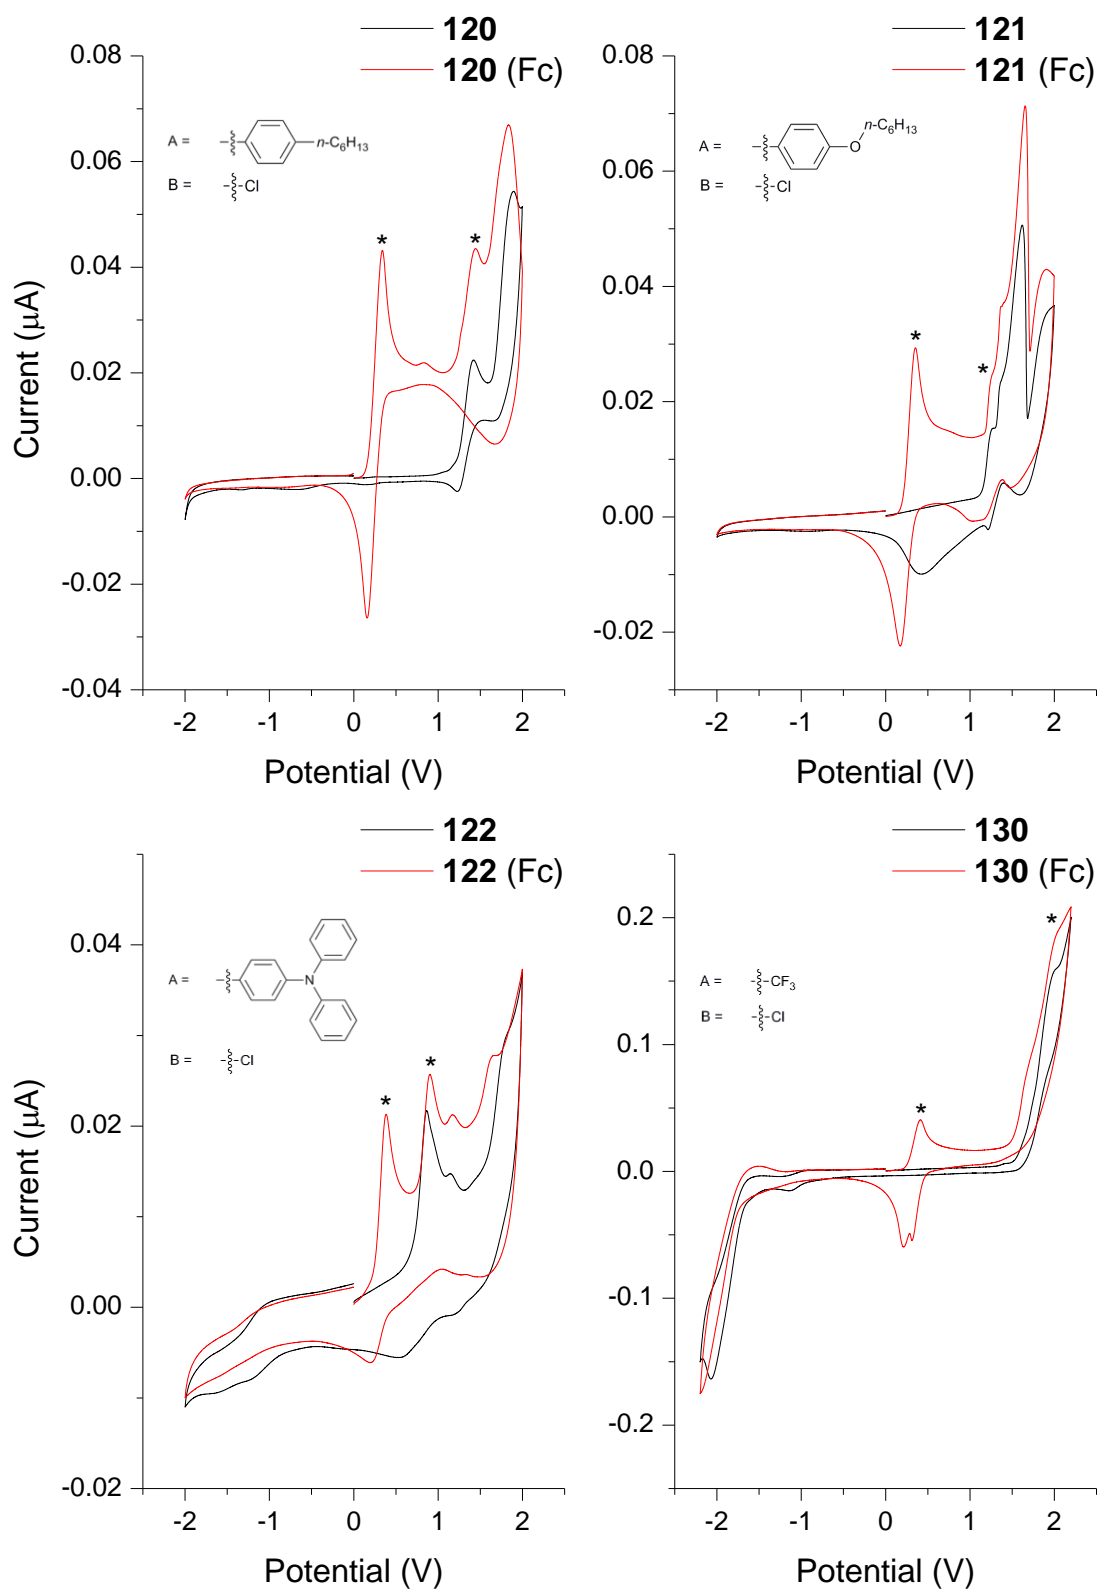 120
120 (Fc)
0.08
0.06
0.04
0.02
0.00
-0.02
-0.04
Current (µA)
A =
n-C6H13
B =
Cl
*
*
-2
-1
0
1
2
Potential (V)
121
121 (Fc)
0.08
0.06
0.04
0.02
0.00
-0.02
A =
O
n-C6H13
B =
Cl
*
*
-2
-1
0
1
2
Potential (V)
122
122 (Fc)
0.04
0.02
0.00
-0.02
Current (µA)
A =
N
B =
Cl
*
*
-2
-1
0
1
2
Potential (V)
130
130 (Fc)
0.2
0.1
0.0
-0.1
-0.2
A =
CF3
B =
Cl
*
*
-2
-1
0
1
2
Potential (V)